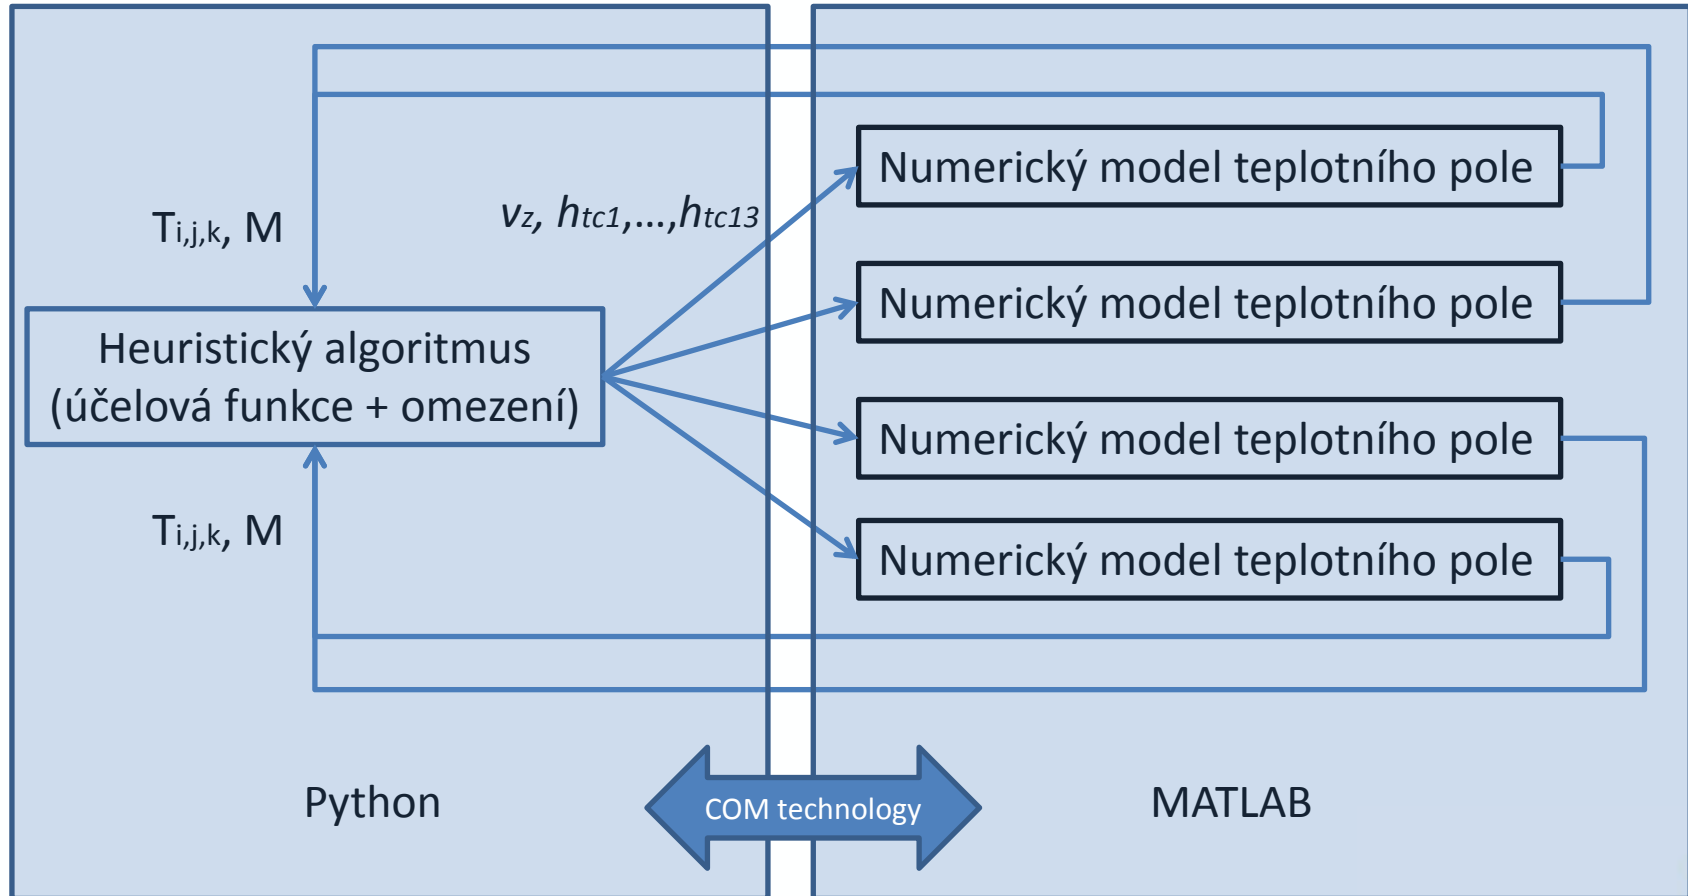 Numerický model teplotního pole
vz, htc1,...,htc13
Ti,j,k, M
Numerický model teplotního pole
Heuristický algoritmus
(účelová funkce + omezení)
Numerický model teplotního pole
Ti,j,k, M
Numerický model teplotního pole
Python
COM technology
MATLAB